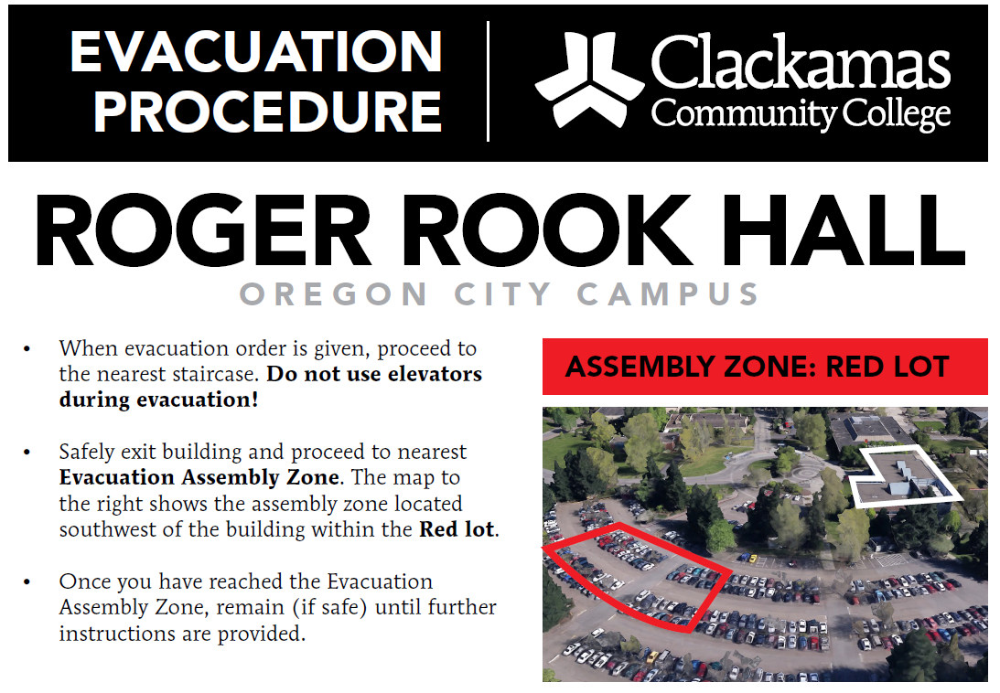 EVACUATION
PROCEDURE
Clackamas
Community College
ROGER ROOK HALL
OREGON CITY CAMPUS
• When evacuation order is given, proceed to
the nearest staircase. Do not use elevators
during evacuation!
• Safely exit building and proceed to nearest
Evacuation Assembly Zone. The map to
the right shows the assembly zone located
southwest of the building within the Red lot.
• Once you have reached the Evacuation
Assembly Zone, remain (if safe) until further
instructions are provided.
ASSEMBLY ZONE: RED LOT